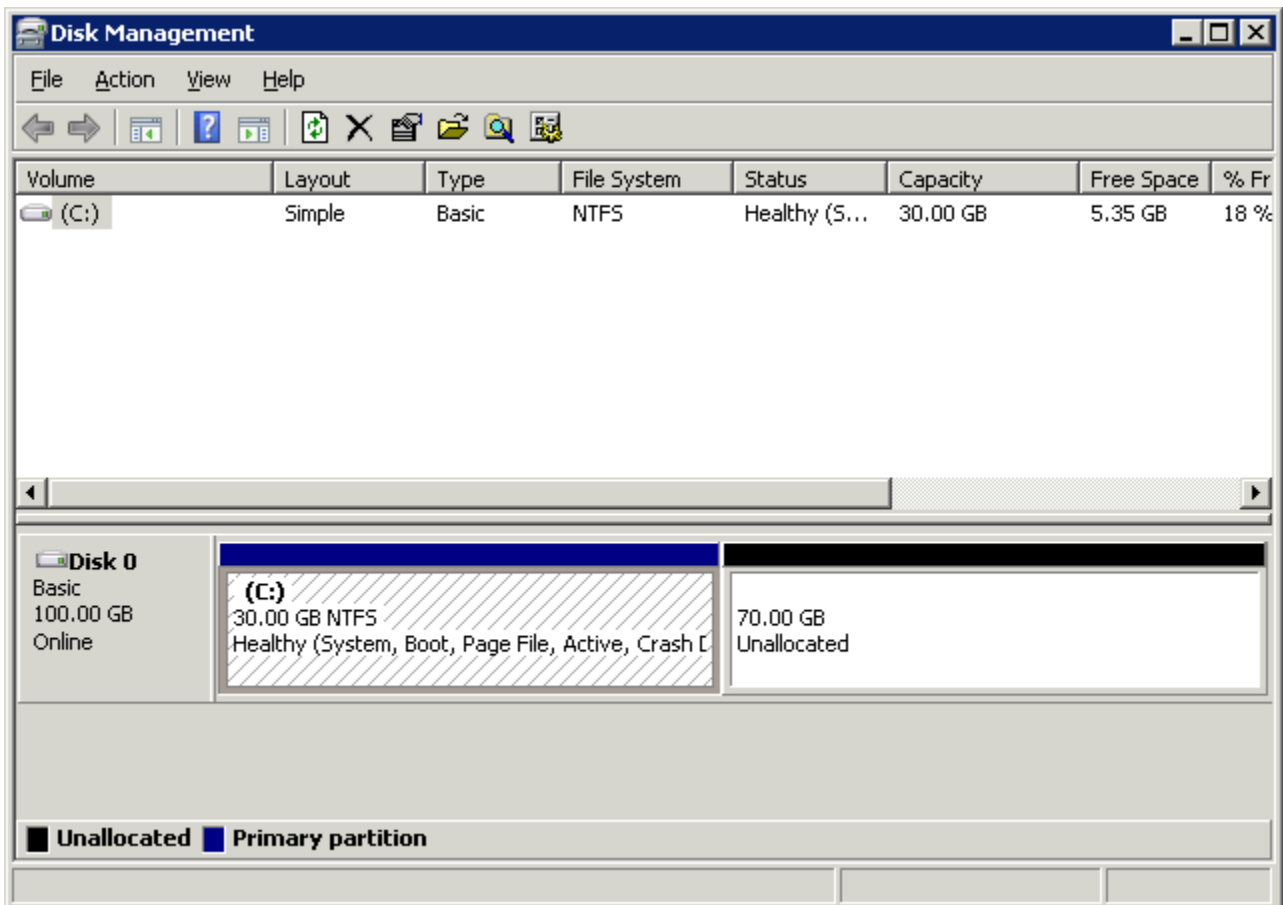 Disk Management
File Action View Help
Volume Layout Type File System Status Capacity Free Space % Fr
(C:) Simple Basic NTFS Healthy (S... 30.00 GB 5.35 GB 18 %
Disk 0
Basic
100.00 GB
Online
(C:)
30.00 GB NTFS
Healthy (System, Boot, Page File, Active, Crash D
70.00 GB
Unallocated
Unallocated Primary partition